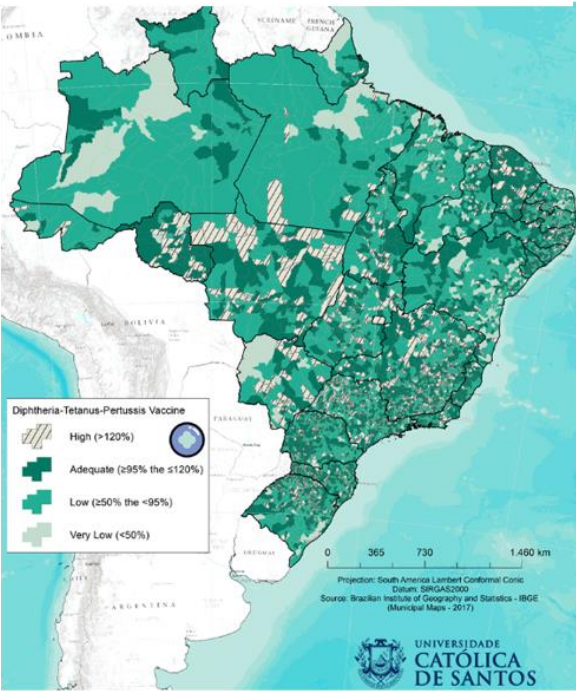 SURINAME
FRENCH
GUIANA
OMBIA
BOLIVIA
PARAGUAY
Diphtheria-Tetanus-Pertussis Vaccine
High (>120%)
Adequate (≥95% the ≤120%)
Low (≥50% the <95%)
Very Low (<50%)
URUGUAY
CHILE
ARGENTINA
0 365 730 1.460 km
Projection: South America Lambert Conformal Conic
Datum: SIRGAS2000
Source: Brazilian Institute of Geography and Statistics - IBGE
(Municipal Maps - 2017)
UNIVERSIDADE
CATÓLICA
DE SANTOS